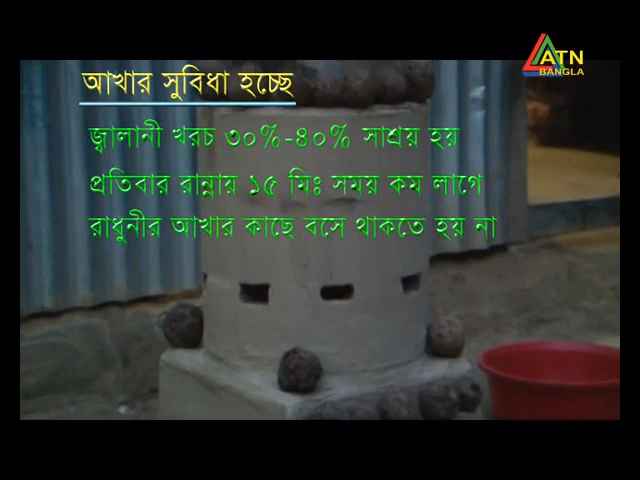 ATN
BANGLA
আখার সুবিধা হচ্ছে
জ্বালানী খরচ ৩০%-৪০% সাশ্রয় হয়
প্রতিবার রান্নায় ১৫ মিঃ সময় কম লাগে
রাধুনীর আখার কাছে বসে থাকতে হয় না